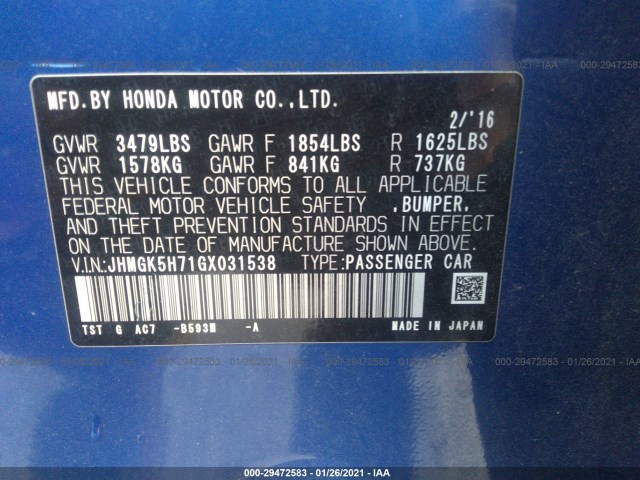 MFD.BY HONDA MOTOR CO.,LTD.
2/'16
GVWR 3479LBS GAWR F 1854LBS R 1625LBS
GVWR 1578KG GAWR F 841KG R 737KG
THIS VEHICLE CONFORMS TO ALL APPLICABLE
FEDERAL MOTOR VEHICLE SAFETY ,BUMPER,
AND THEFT PREVENTION STANDARDS IN EFFECT
ON THE DATE OF MANUFACTURE SHOWN ABOVE.
V.I.N:JHMGK5H71GX031538 TYPE:PASSENGER CAR
TST G AC7 -B593M -A MADE IN JAPAN
000-29472583 - 01/26/2021 - IAA